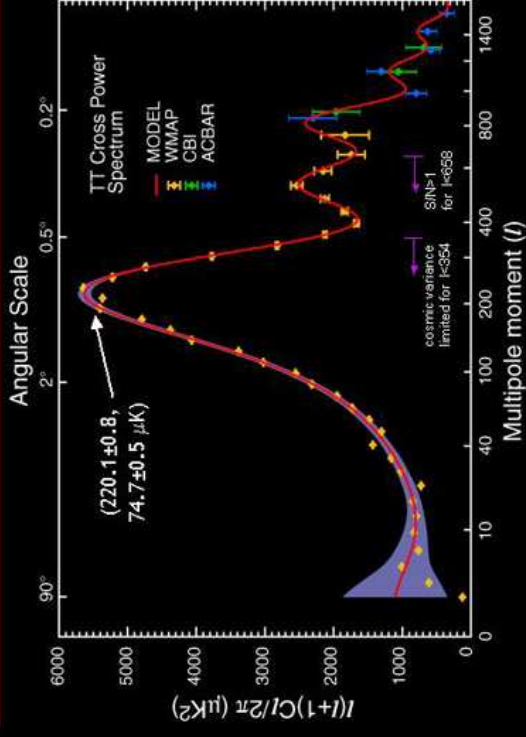 Angular Scale
90°
2°
0.5°
0.2°
6000
5000
4000
3000
2000
1000
0
l(l+1)Cl/2π (μK²)
(220.1±0.8,
74.7±0.5 μK)
TT Cross Power
Spectrum
MODEL
WMAP
CBI
ACBAR
cosmic variance
limited for l<354
S/N>1
for l<658
0
10
40
100
200
400
800
1400
Multipole moment (l)